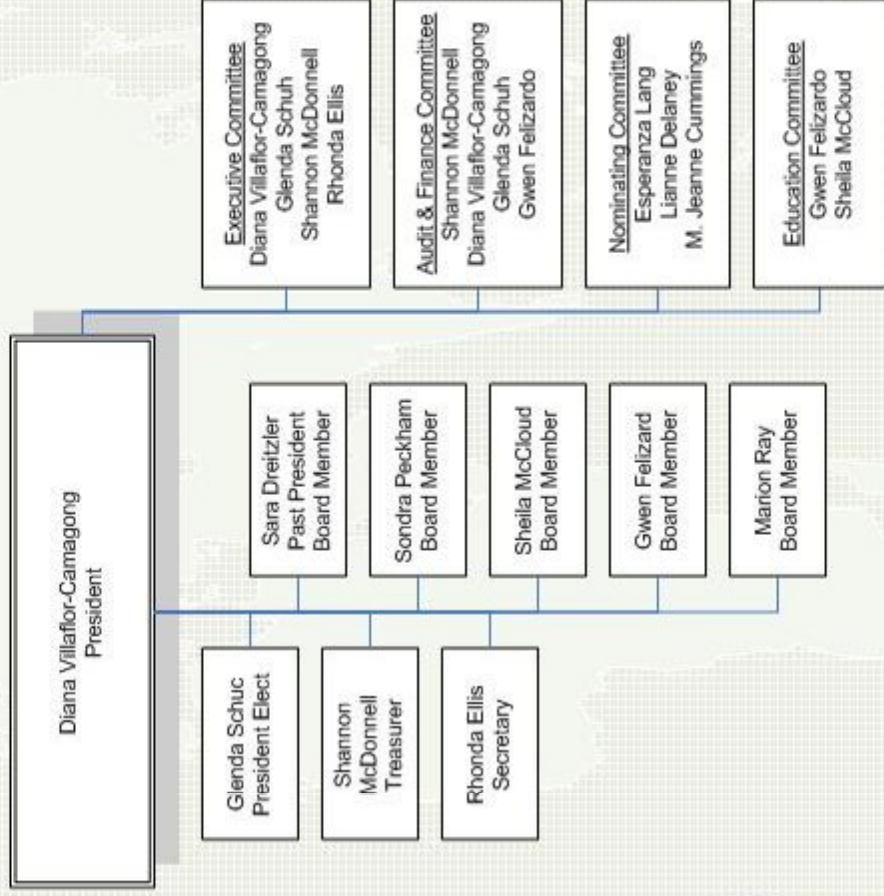 Diana Villaflor-Camagong
President
Glenda Schuc
President Elect
Shannon
McDonnell
Treasurer
Rhonda Ellis
Secretary
Sara Dreitzler
Past President
Board Member
Sondra Peckham
Board Member
Sheila McCloud
Board Member
Gwen Felizard
Board Member
Marion Ray
Board Member
Executive Committee
Diana Villaflor-Camagong
Glenda Schuh
Shannon McDonnell
Rhonda Ellis
Audit & Finance Committee
Shannon McDonnell
Diana Villaflor-Camagong
Glenda Schuh
Gwen Felizardo
Nominating Committee
Esperanza Lang
Lianne Delaney
M. Jeanne Cummings
Education Committee
Gwen Felizardo
Sheila McCloud